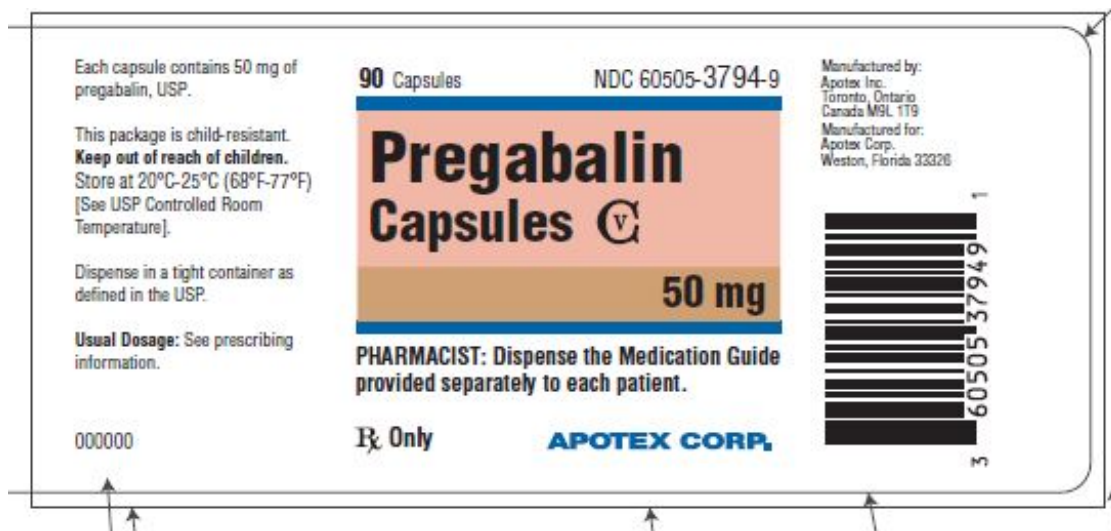 Each capsule contains 50 mg of
pregabalin, USP.
This package is child-resistant.
Keep out of reach of children.
Store at 20°C-25°C (68°F-77°F)
[See USP Controlled Room
Temperature].
Dispense in a tight container as
defined in the USP.
Usual Dosage: See prescribing
information.
000000
90 Capsules NDC 60505-3794-9
Pregabalin
Capsules CV
50 mg
PHARMACIST: Dispense the Medication Guide
provided separately to each patient.
Rx Only APOTEX CORP.
Manufactured by:
Apotex Inc.
Toronto, Ontario
Canada M9L 1T9
Manufactured for:
Apotex Corp.
Weston, Florida 33326
3 60505 37949 1